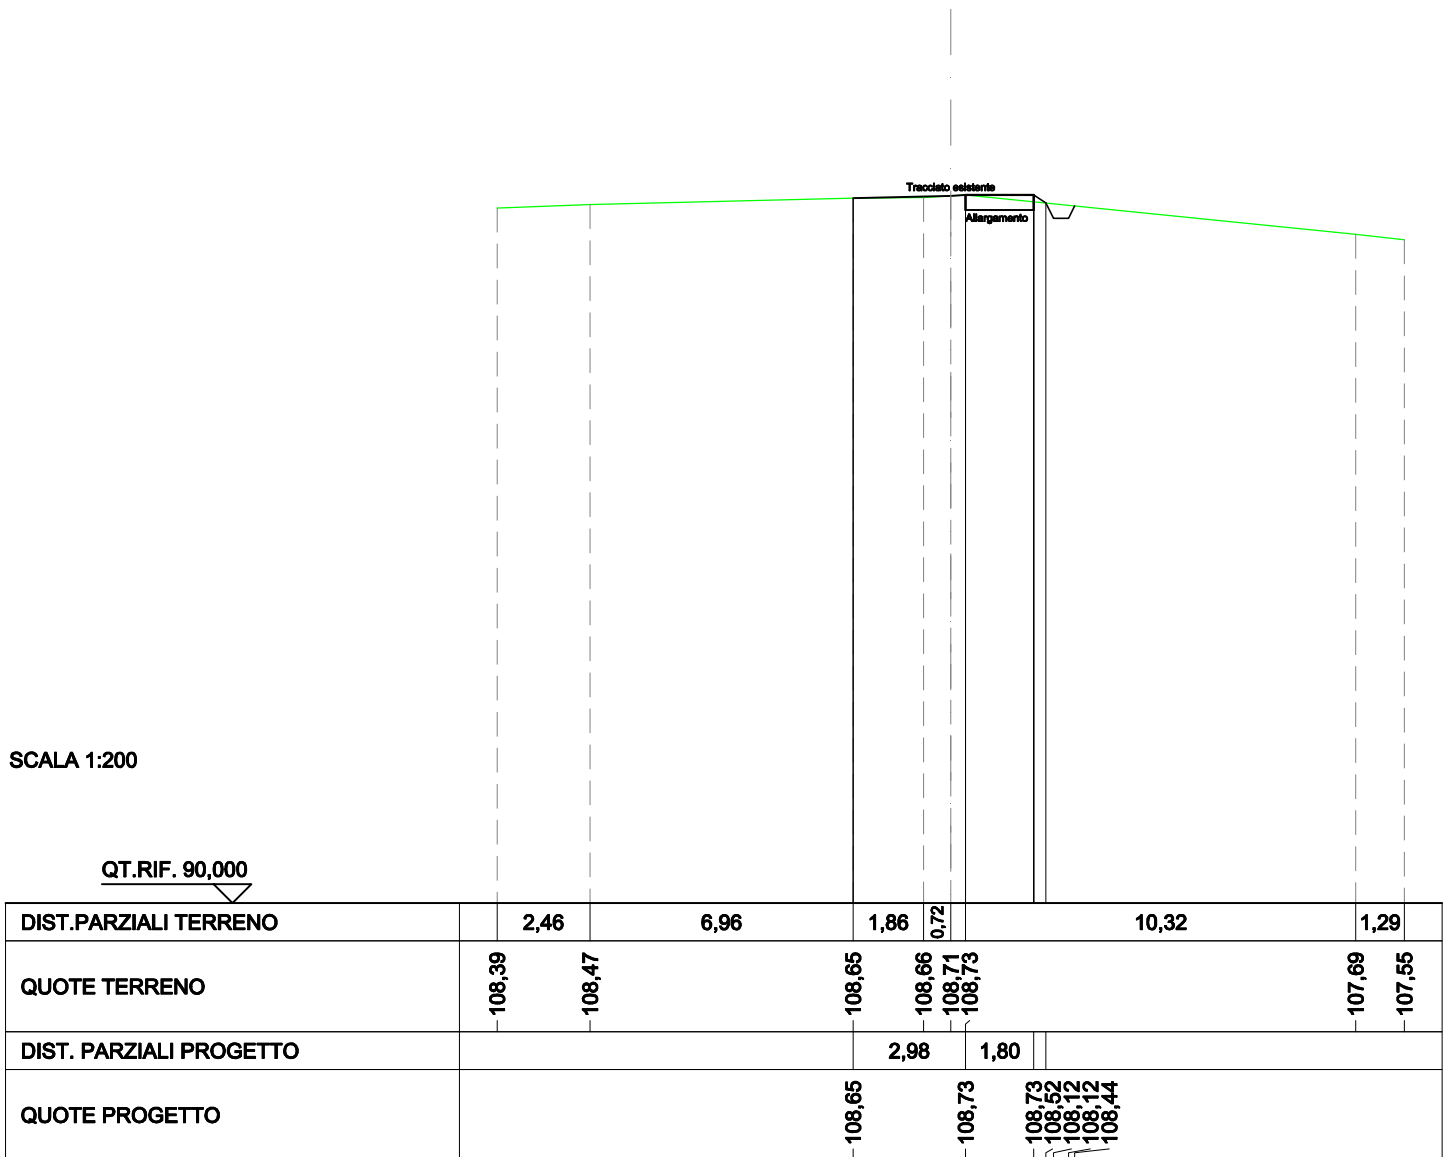 Tracciato esistente
Allargamento
SCALA 1:200
QT.RIF. 90,000
DIST.PARZIALI TERRENO 2,46 6,96 1,86 0,72 10,32 1,29
QUOTE TERRENO 108,39 108,47 108,65 108,66 108,71 108,73 107,69 107,55
DIST. PARZIALI PROGETTO 2,98 1,80
QUOTE PROGETTO 108,65 108,73 108,73 108,52 108,12 108,12 108,44